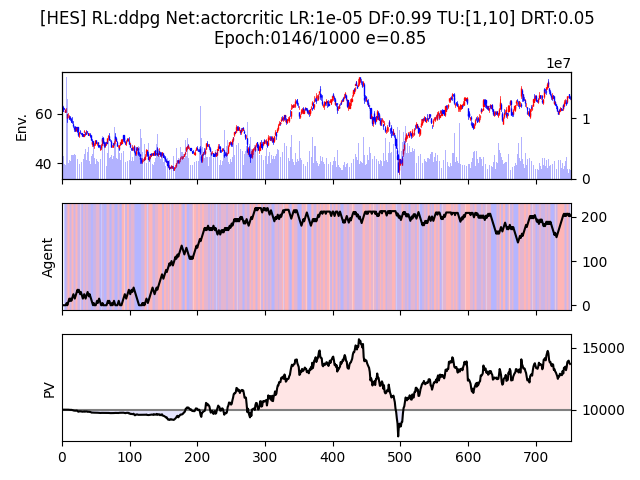 [HES] RL:ddpg Net:actorcritic LR:1e-05 DF:0.99 TU:[1,10] DRT:0.05
Epoch:0146/1000 e=0.85
1e7
Env.
60
40
1
0
Agent
200
100
0
PV
15000
10000
0 100 200 300 400 500 600 700